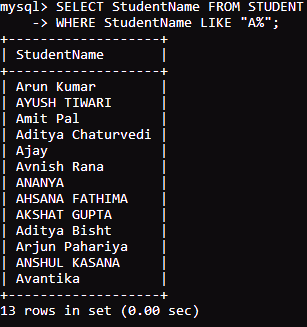 mysql> SELECT StudentName FROM STUDENT
    -> WHERE StudentName LIKE "A%";
+--------------------+
| StudentName        |
+--------------------+
| Arun Kumar         |
| AYUSH TIWARI       |
| Amit Pal           |
| Aditya Chaturvedi  |
| Ajay               |
| Avnish Rana        |
| ANANYA             |
| AHSANA FATHIMA     |
| AKSHAT GUPTA       |
| Aditya Bisht       |
| Arjun Pahariya     |
| ANSHUL KASANA      |
| Avantika           |
+--------------------+
13 rows in set (0.00 sec)